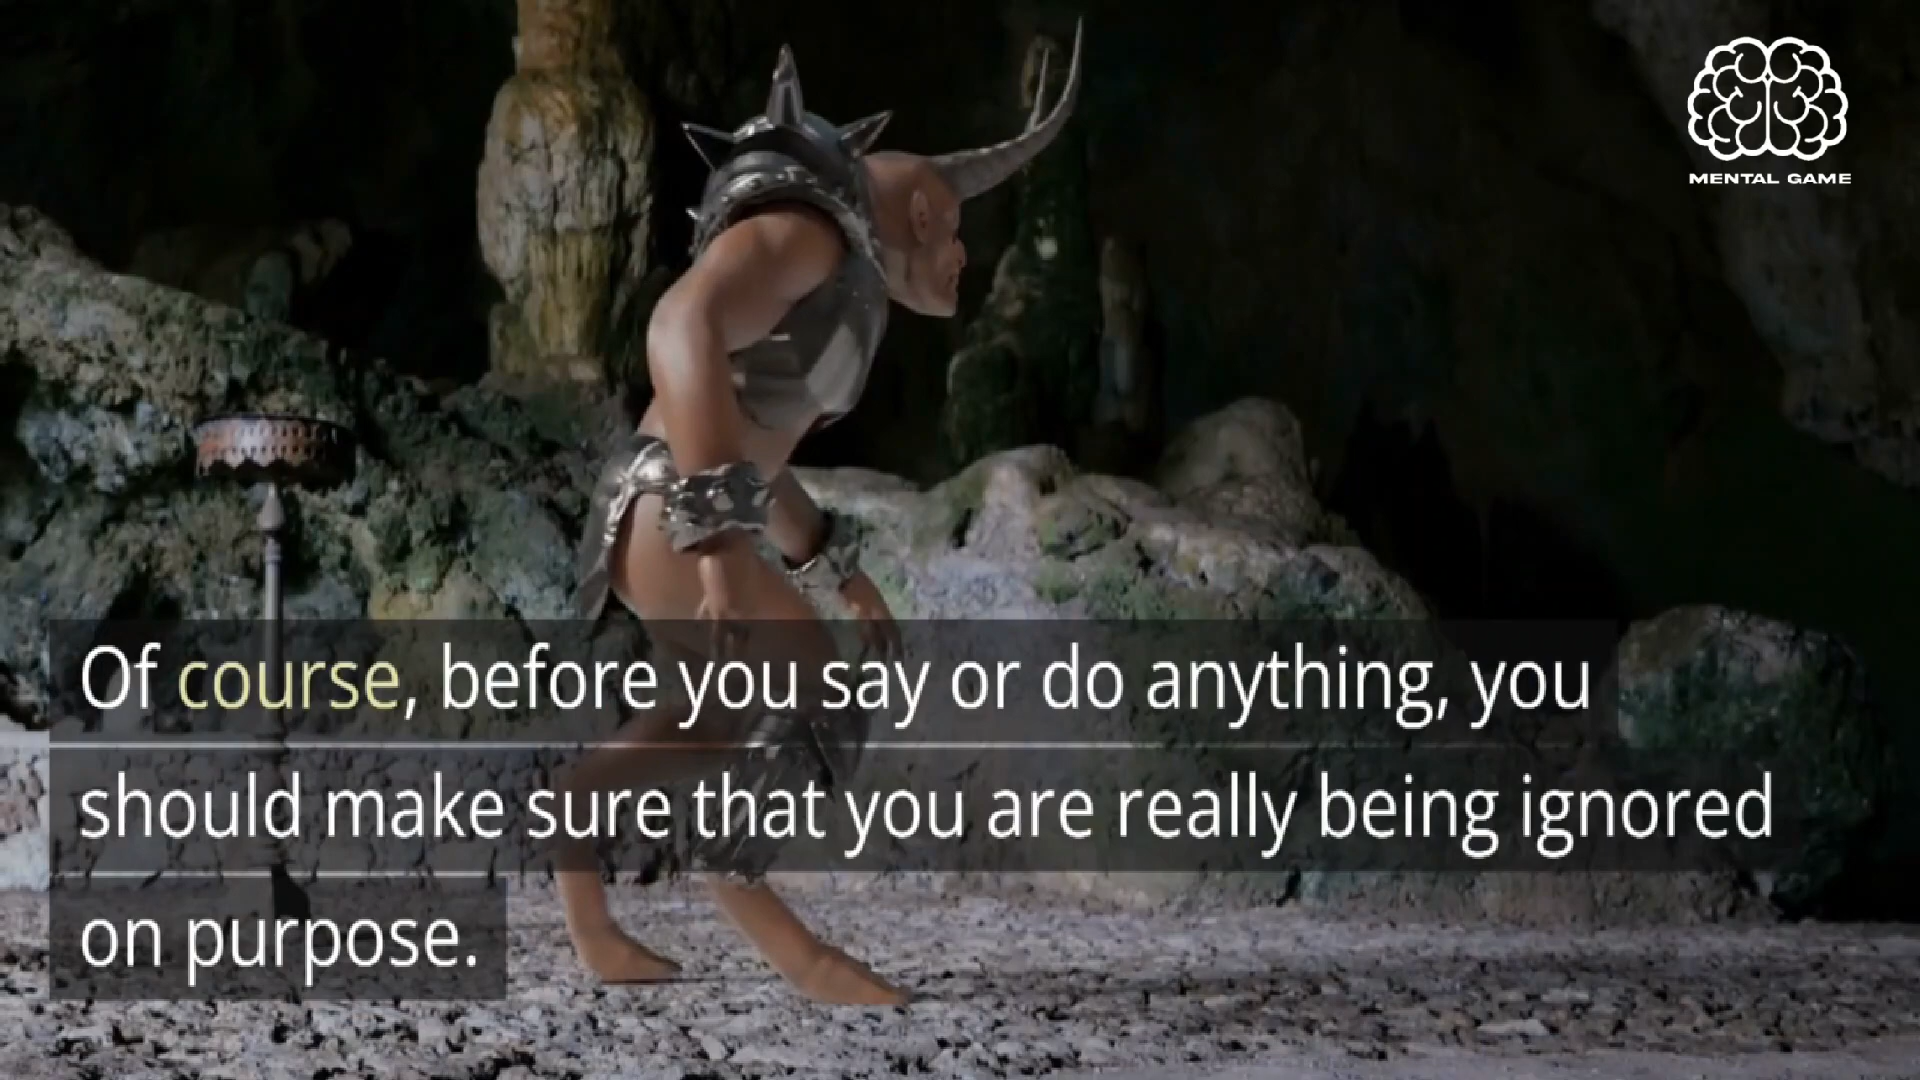 MENTAL GAME
Of course, before you say or do anything, you
should make sure that you are really being ignored
on purpose.